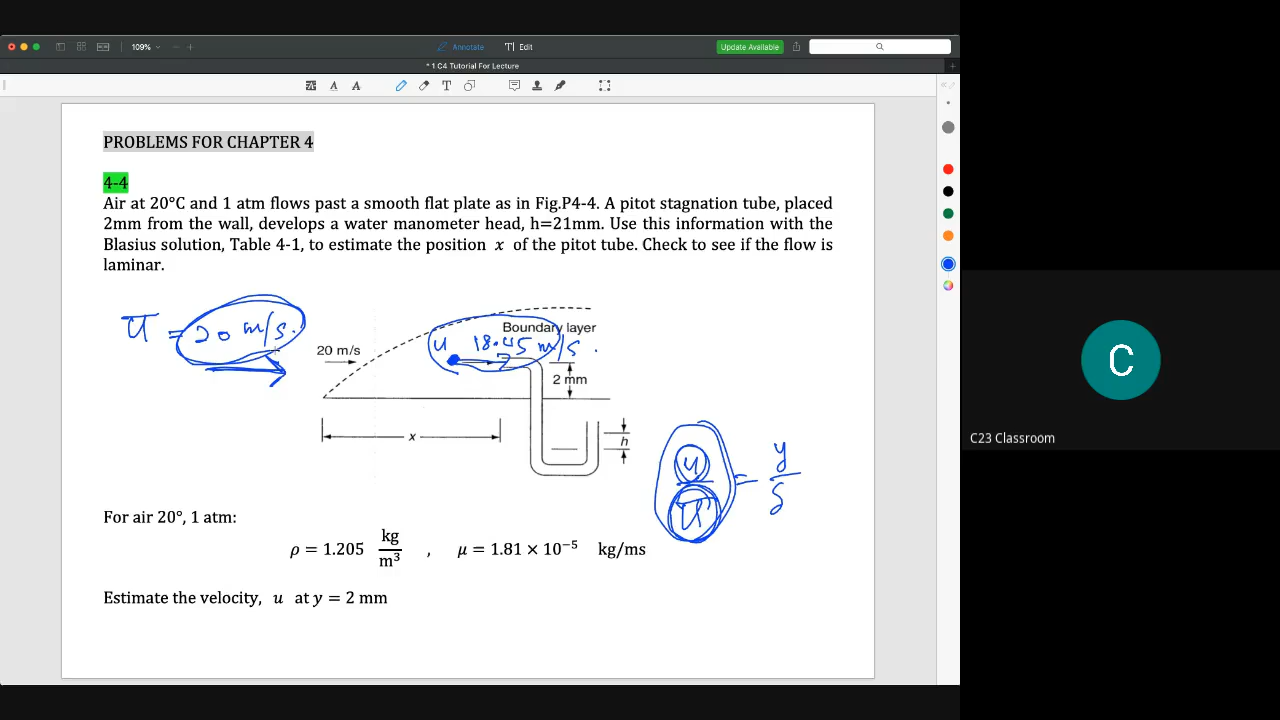 109%
Annotate
T Edit
Update Available
* 1 C4 Tutorial For Lecture
PROBLEMS FOR CHAPTER 4
4-4
Air at 20°C and 1 atm flows past a smooth flat plate as in Fig.P4-4. A pitot stagnation tube, placed
2mm from the wall, develops a water manometer head, h=21mm. Use this information with the
Blasius solution, Table 4-1, to estimate the position x of the pitot tube. Check to see if the flow is
laminar.
U = 20 m/s.
Boundary layer
u 18.45 m/s.
20 m/s
2 mm
x
h
u/U = y/δ
For air 20°, 1 atm:
ρ = 1.205 kg/m³ , μ = 1.81 × 10⁻⁵ kg/ms
Estimate the velocity, u at y = 2 mm
C
C23 Classroom